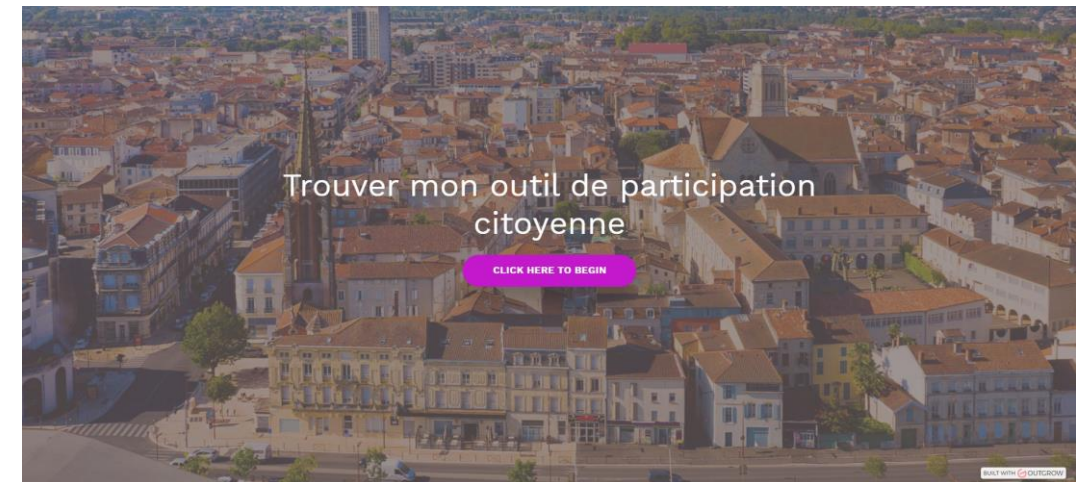 Trouver mon outil de participation
citoyenne
CLICK HERE TO BEGIN
BUILT WITH OUTGROW